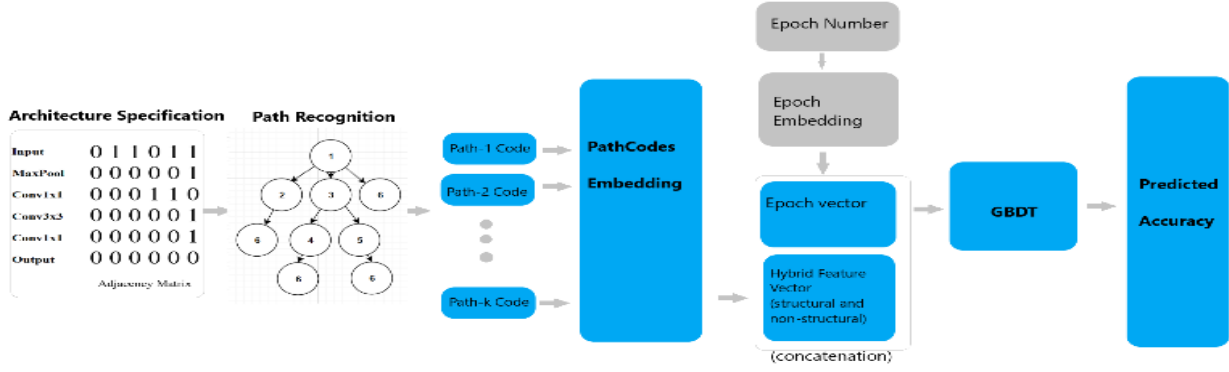 Architecture Specification
Input 0 1 1 0 1 1
MaxPool 0 0 0 0 0 1
Conv1x1 0 0 0 1 1 0
Conv3x3 0 0 0 0 0 1
Conv1x1 0 0 0 0 0 1
Output 0 0 0 0 0 0
Adjacency Matrix
Path Recognition
1
2 3 6
6 4 5
6 6
Path-1 Code
Path-2 Code
Path-k Code
PathCodes
Embedding
Epoch Number
Epoch
Embedding
Epoch vector
Hybrid Feature
Vector
(structural and
non-structural)
(concatenation)
GBDT
Predicted
Accuracy